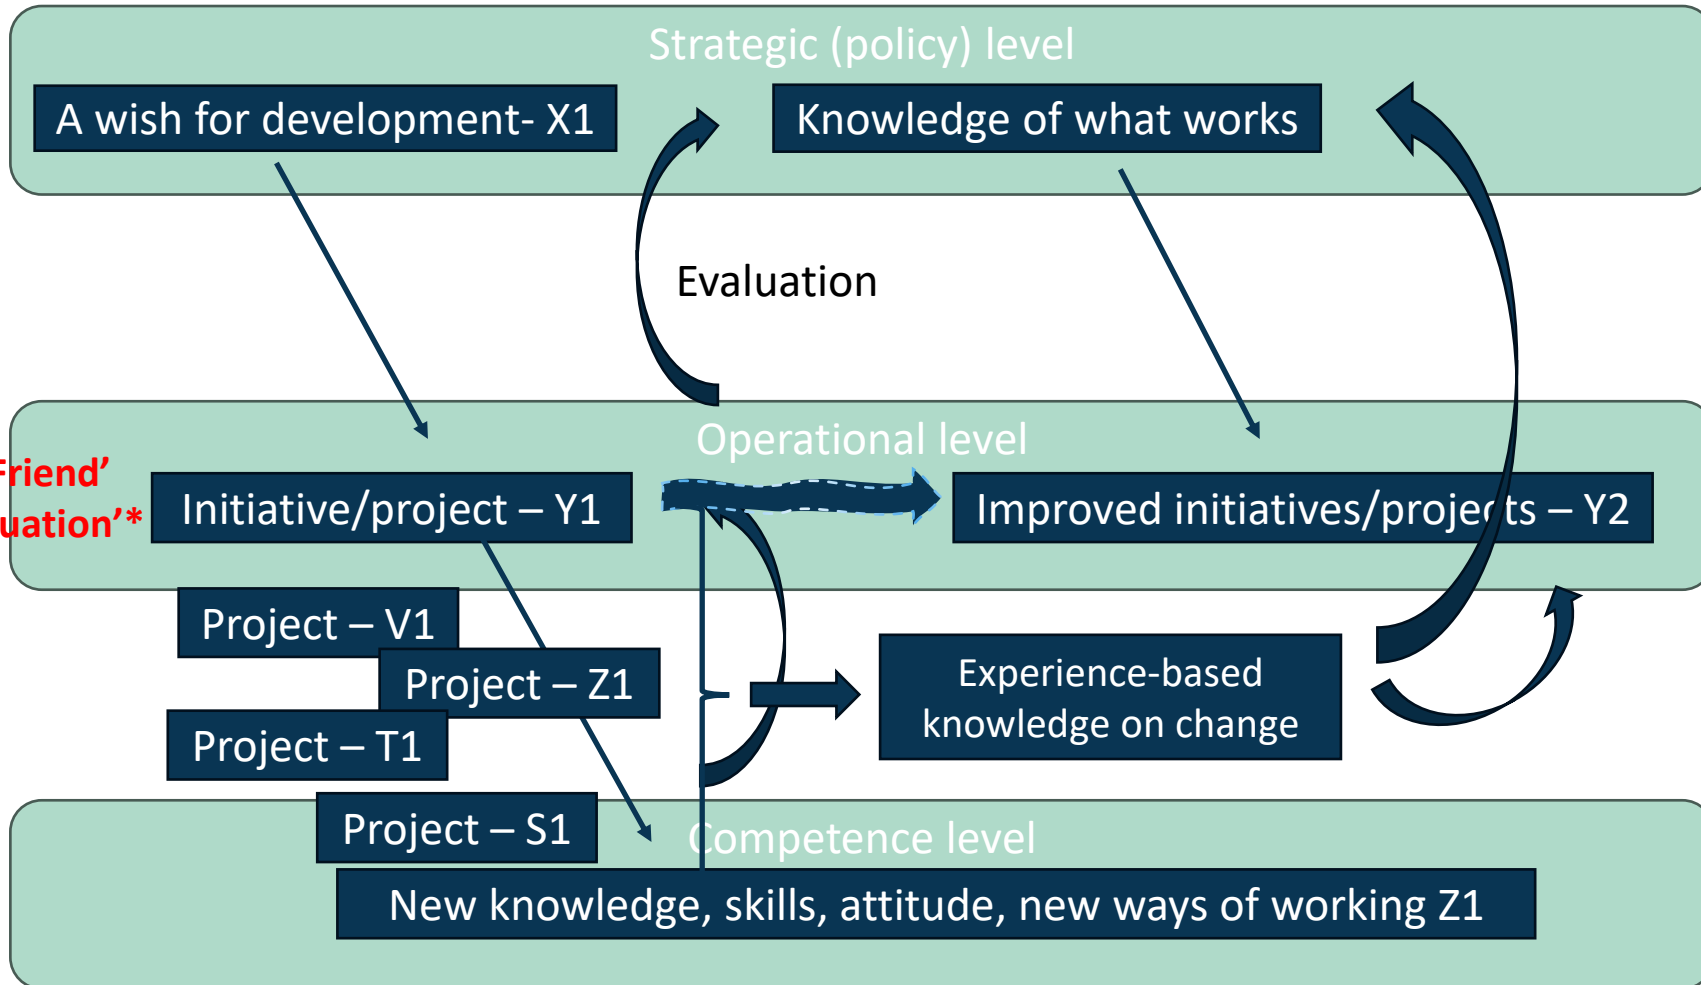 Strategic (policy) level
A wish for development- X1
Knowledge of what works
Evaluation
Operational level
Friend’
uation’*
Initiative/project – Y1
Improved initiatives/projects – Y2
Project – V1
Project – Z1
Project – T1
Project – S1
Experience-based
knowledge on change
Competence level
New knowledge, skills, attitude, new ways of working Z1